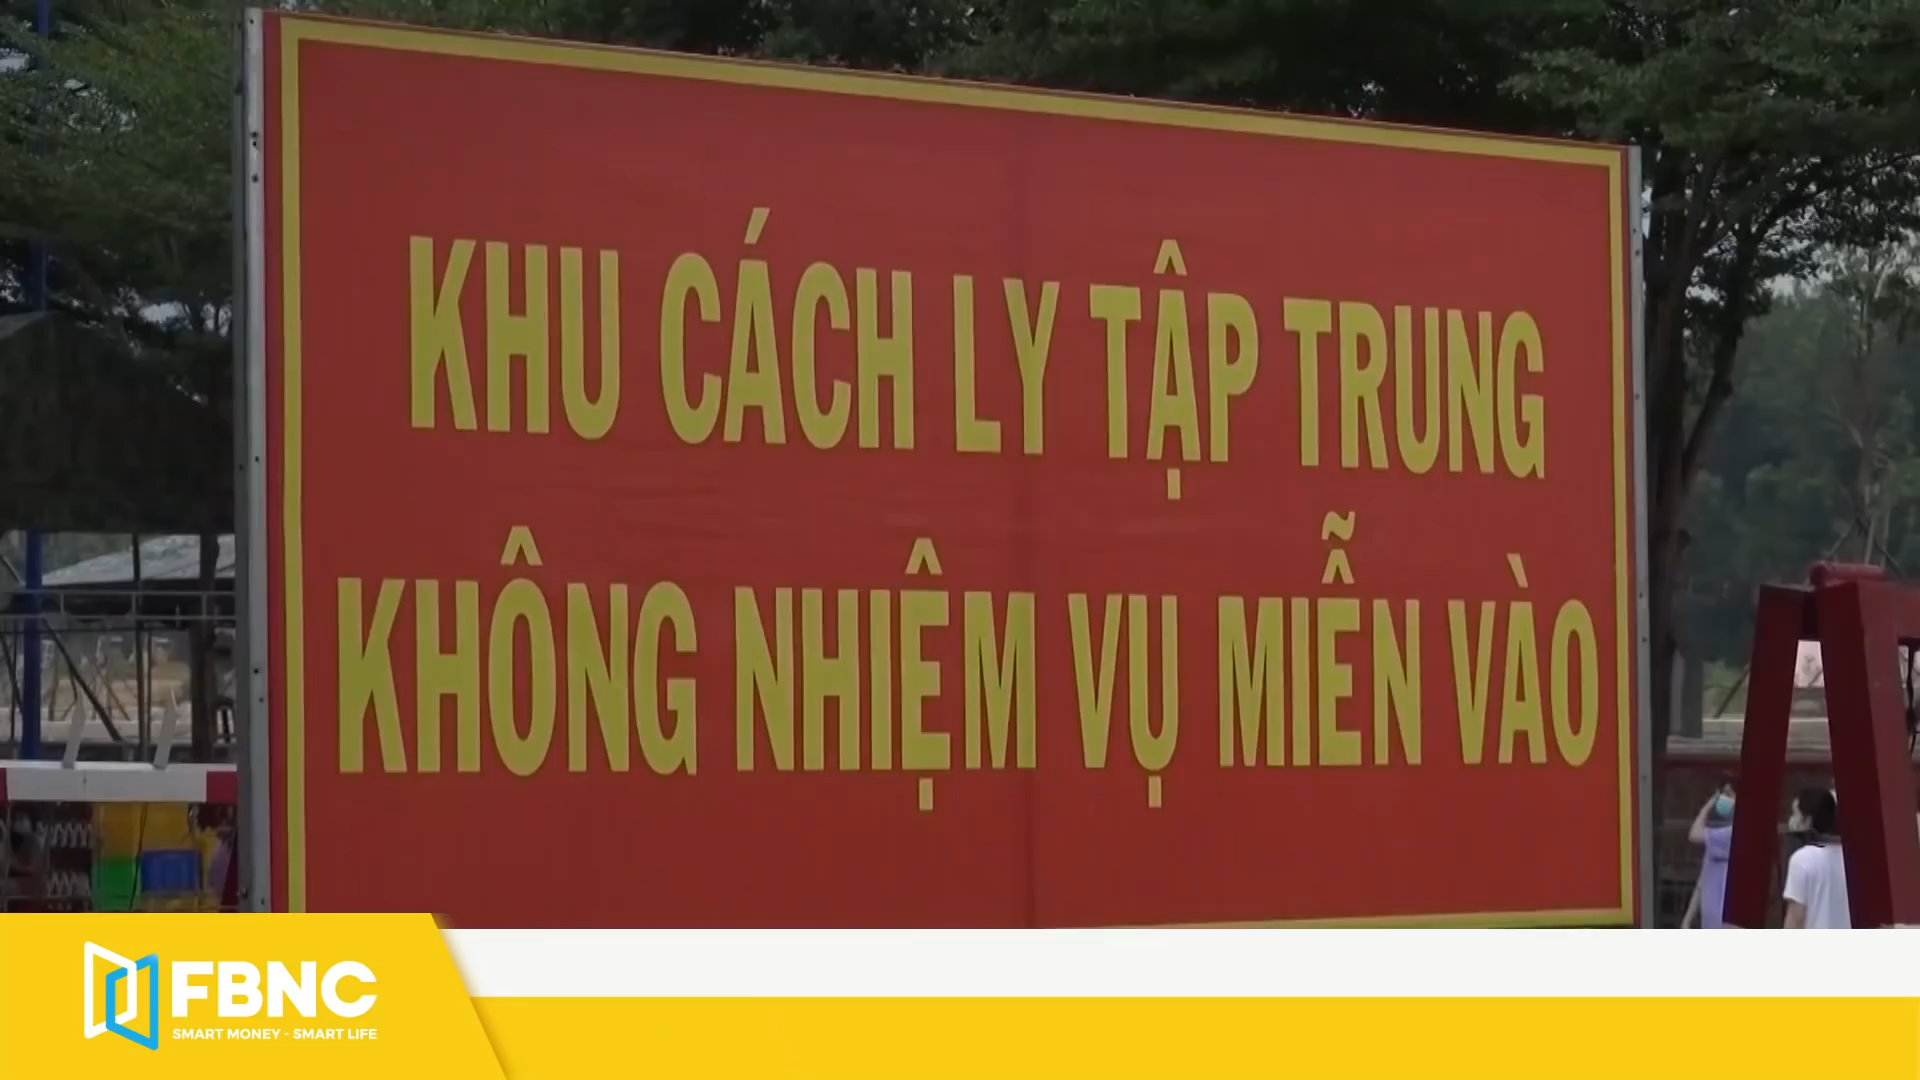 KHU CÁCH LY TẬP TRUNG
KHÔNG NHIỆM VỤ MIỄN VÀO
FBNC
SMART MONEY - SMART LIFE